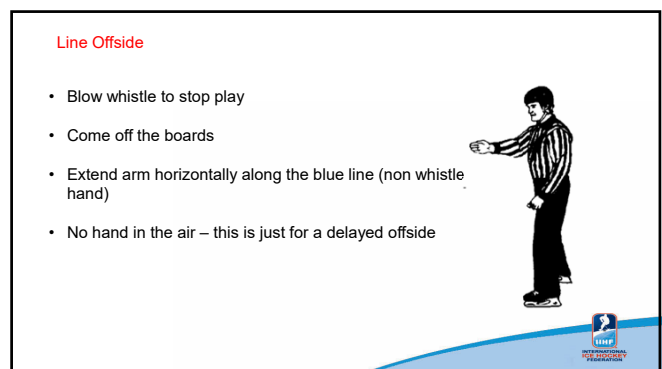 Line Offside
• Blow whistle to stop play
• Come off the boards
• Extend arm horizontally along the blue line (non whistle
hand)
• No hand in the air – this is just for a delayed offside
IIHF
INTERNATIONAL
ICE HOCKEY
FEDERATION